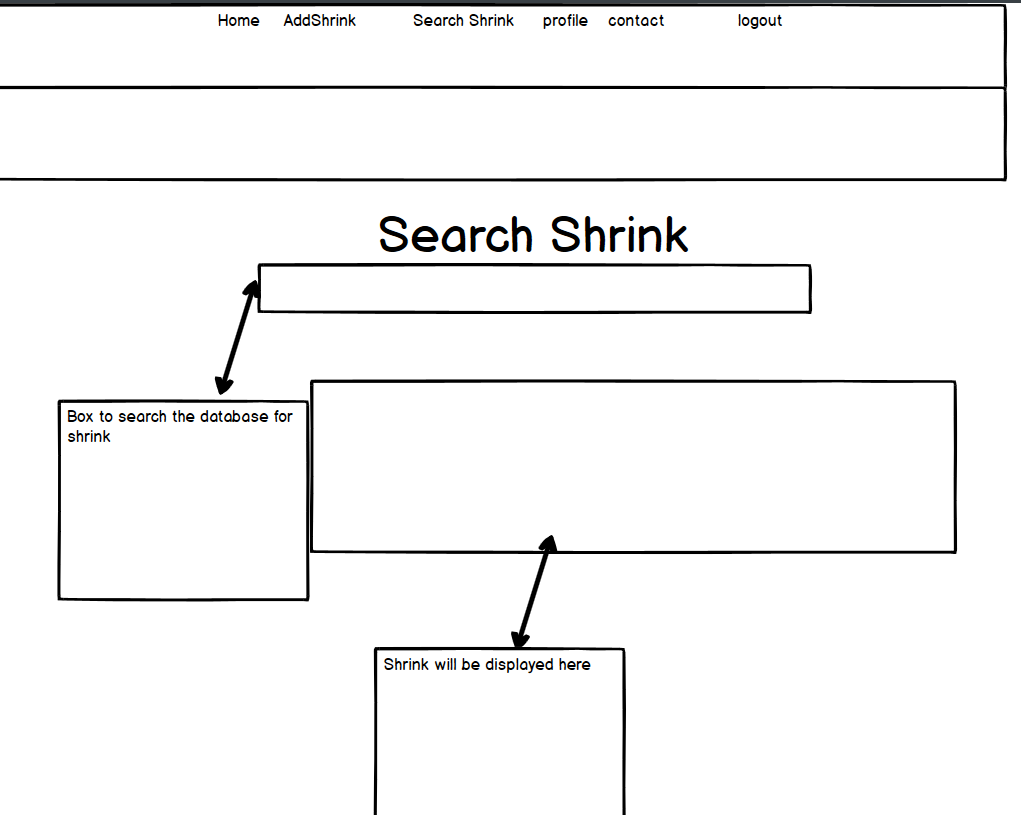 Home AddShrink Search Shrink profile contact logout
Search Shrink
Box to search the database for
shrink
Shrink will be displayed here